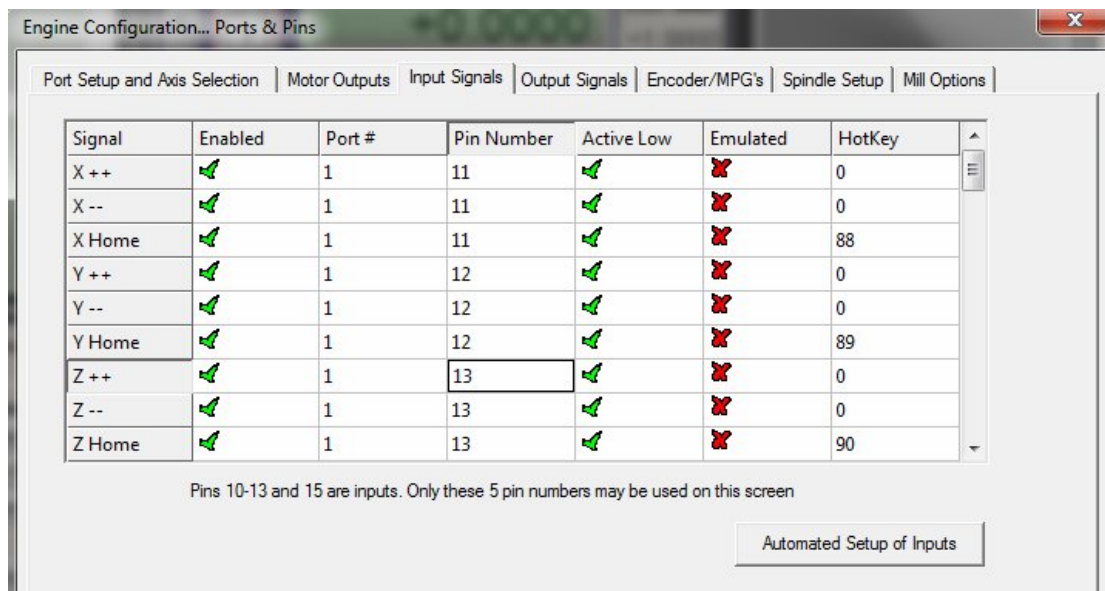 Engine Configuration... Ports & Pins
+0.0000
Port Setup and Axis Selection Motor Outputs Input Signals Output Signals Encoder/MPG's Spindle Setup Mill Options
Signal Enabled Port # Pin Number Active Low Emulated HotKey
X ++ 1 11 0
X -- 1 11 0
X Home 1 11 88
Y ++ 1 12 0
Y -- 1 12 0
Y Home 1 12 89
Z ++ 1 13 0
Z -- 1 13 0
Z Home 1 13 90
Pins 10-13 and 15 are inputs. Only these 5 pin numbers may be used on this screen
Automated Setup of Inputs